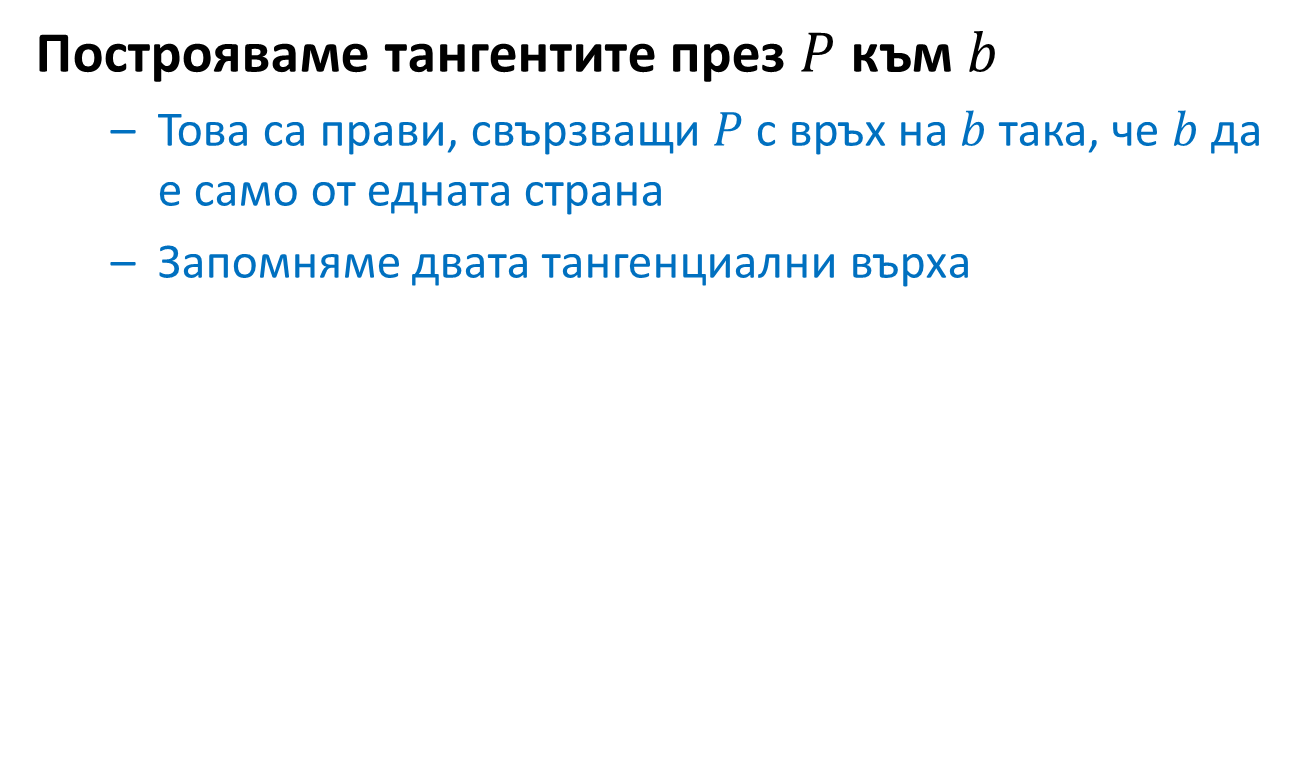 Построяваме тангентите през P към b
– Това са прави, свързващи P с връх на b така, че b да
е само от едната страна
– Запомняме двата тангенциални върха